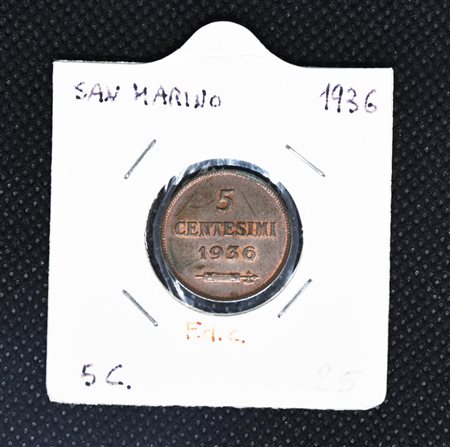 SAN MARINO 1936
5
CENTESIMI
1936
F.d.c.
5 C. 25